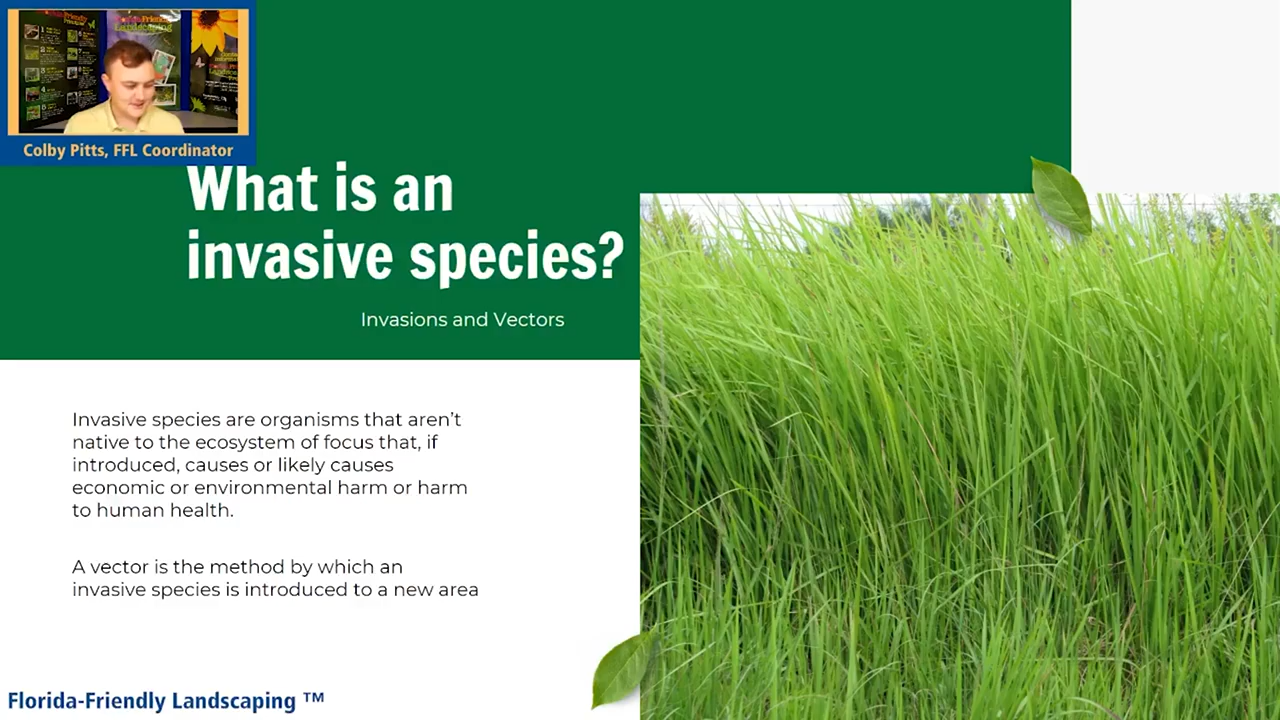 Colby Pitts, FFL Coordinator
What is an
invasive species?
Invasions and Vectors
Invasive species are organisms that aren't
native to the ecosystem of focus that, if
introduced, causes or likely causes
economic or environmental harm or harm
to human health.
A vector is the method by which an
invasive species is introduced to a new area
Florida-Friendly Landscaping ™